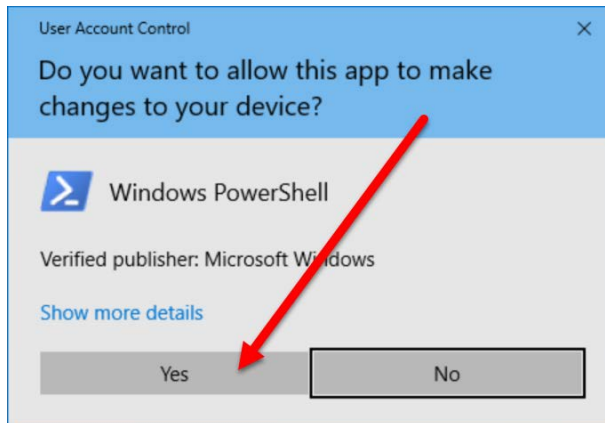 User Account Control
Do you want to allow this app to make
changes to your device?
Windows PowerShell
Verified publisher: Microsoft Windows
Show more details
Yes
No